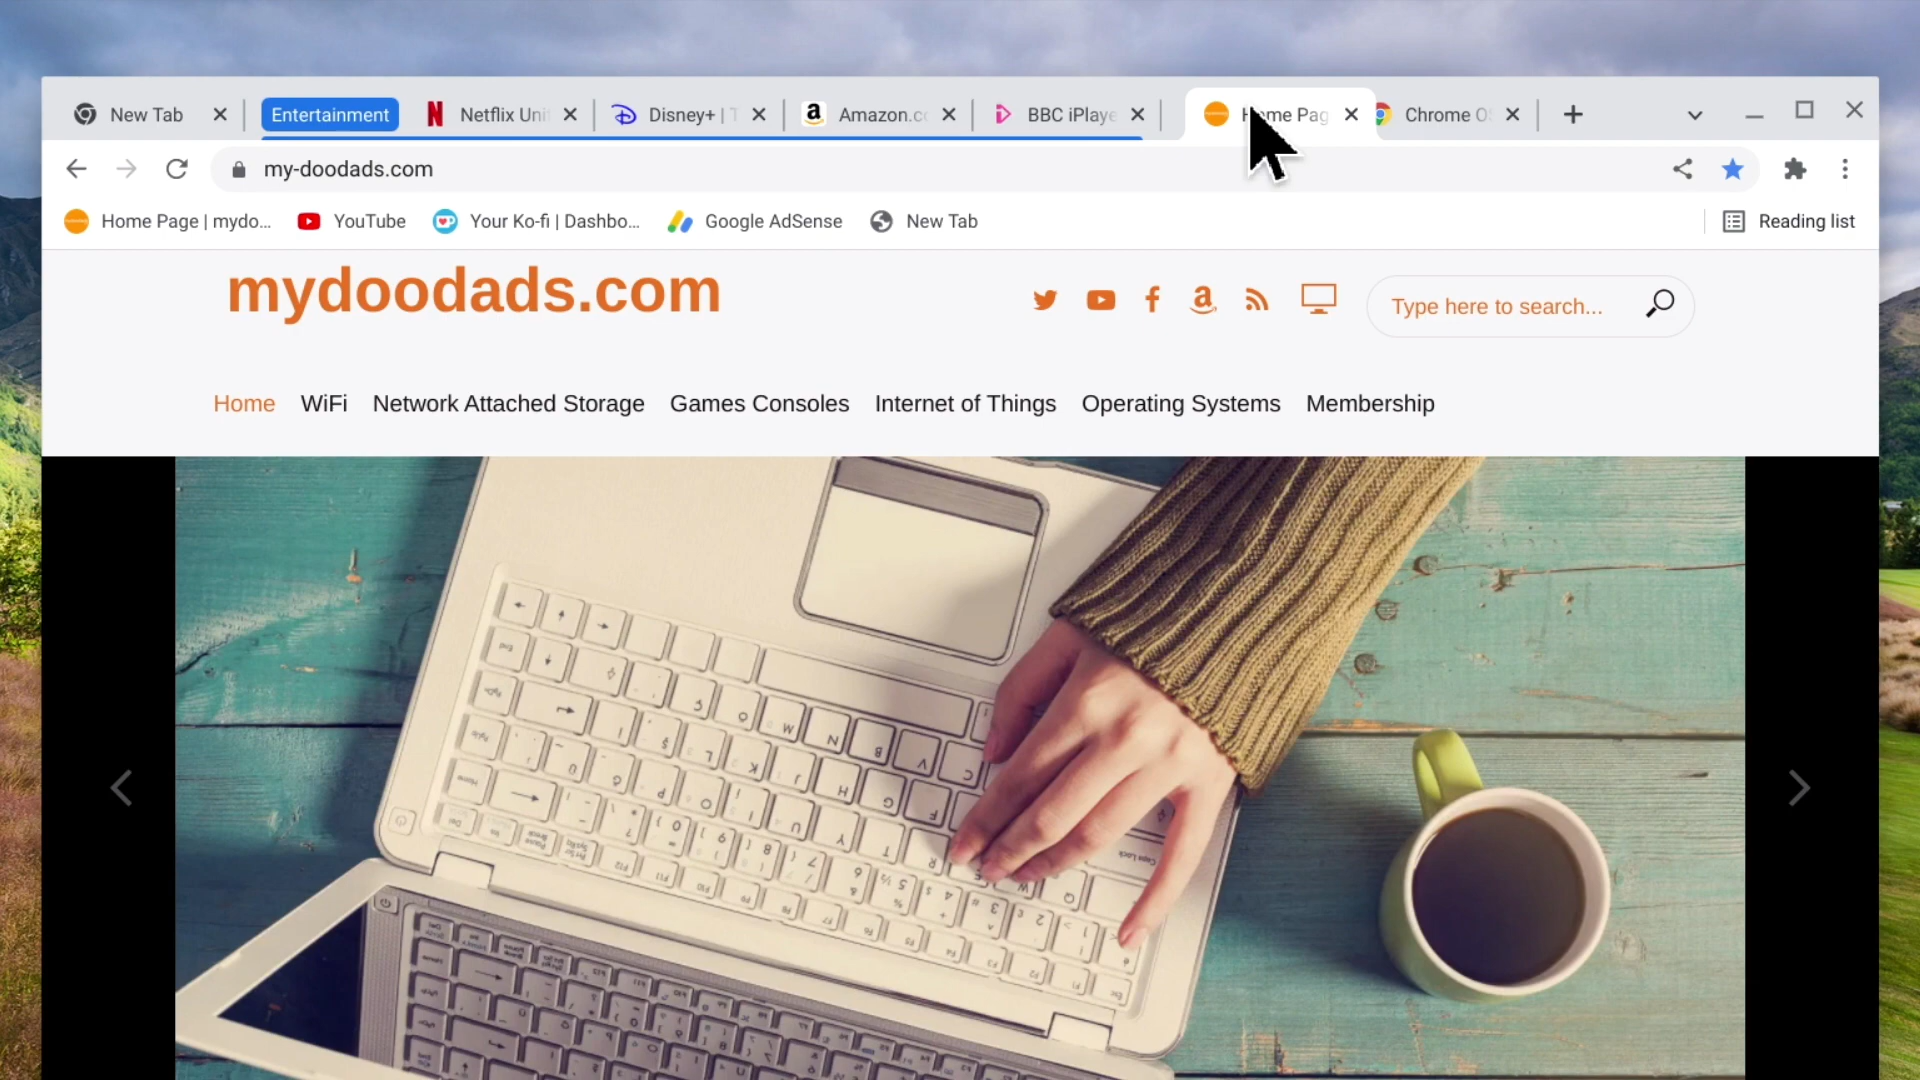 New Tab Entertainment Netflix Disney+ | Amazon.c BBC iPlaye Pag Chrome
my-doodads.com
Home Page | mydo... YouTube Your Ko-fi | Dashbo... Google AdSense New Tab Reading list
mydoodads.com
Type here to search...
Home WiFi Network Attached Storage Games Consoles Internet of Things Operating Systems Membership